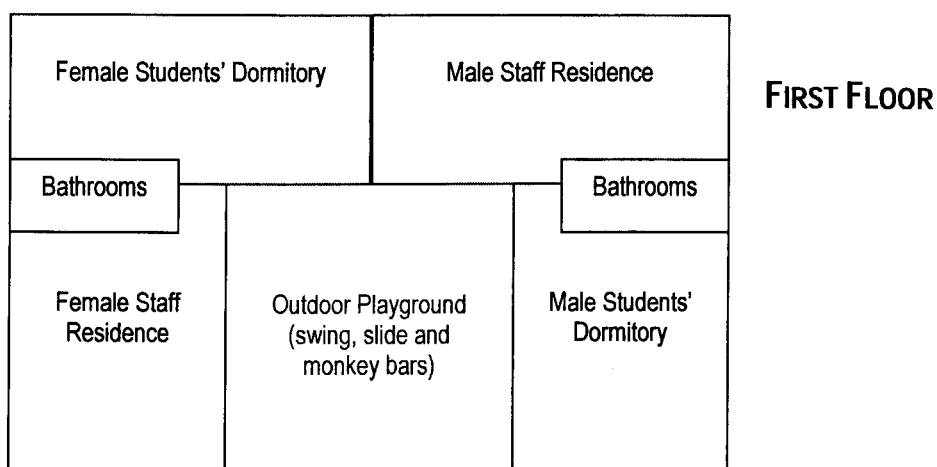 Female Students' Dormitory
Male Staff Residence
FIRST FLOOR
Bathrooms
Bathrooms
Female Staff
Residence
Outdoor Playground
(swing, slide and
monkey bars)
Male Students'
Dormitory